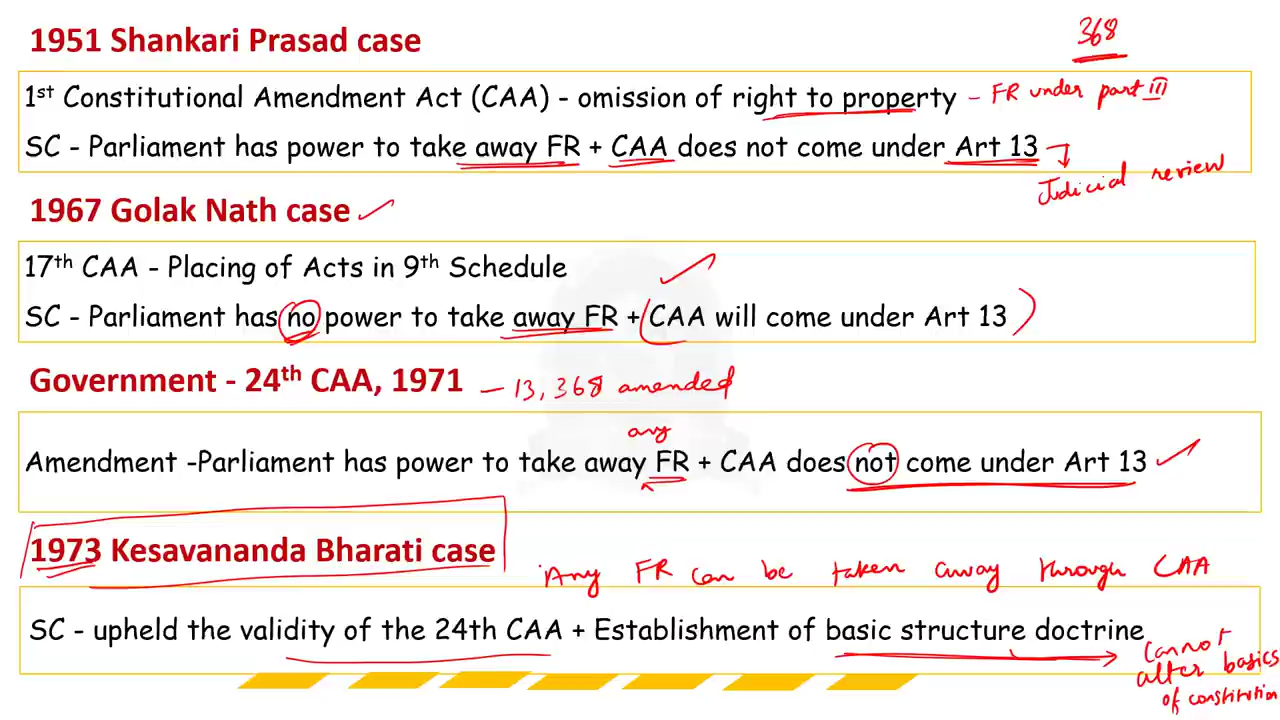 368
1951 Shankari Prasad case
1st Constitutional Amendment Act (CAA) - omission of right to property - FR under part III
SC - Parliament has power to take away FR + CAA does not come under Art 13
Judicial review
1967 Golak Nath case
17th CAA - Placing of Acts in 9th Schedule
SC - Parliament has no power to take away FR + (CAA will come under Art 13)
Government - 24th CAA, 1971 - 13, 368 amended
any
Amendment -Parliament has power to take away FR + CAA does not come under Art 13
1973 Kesavananda Bharati case
Any FR can be taken away through CAA
SC - upheld the validity of the 24th CAA + Establishment of basic structure doctrine
cannot
alter basics
of constitution